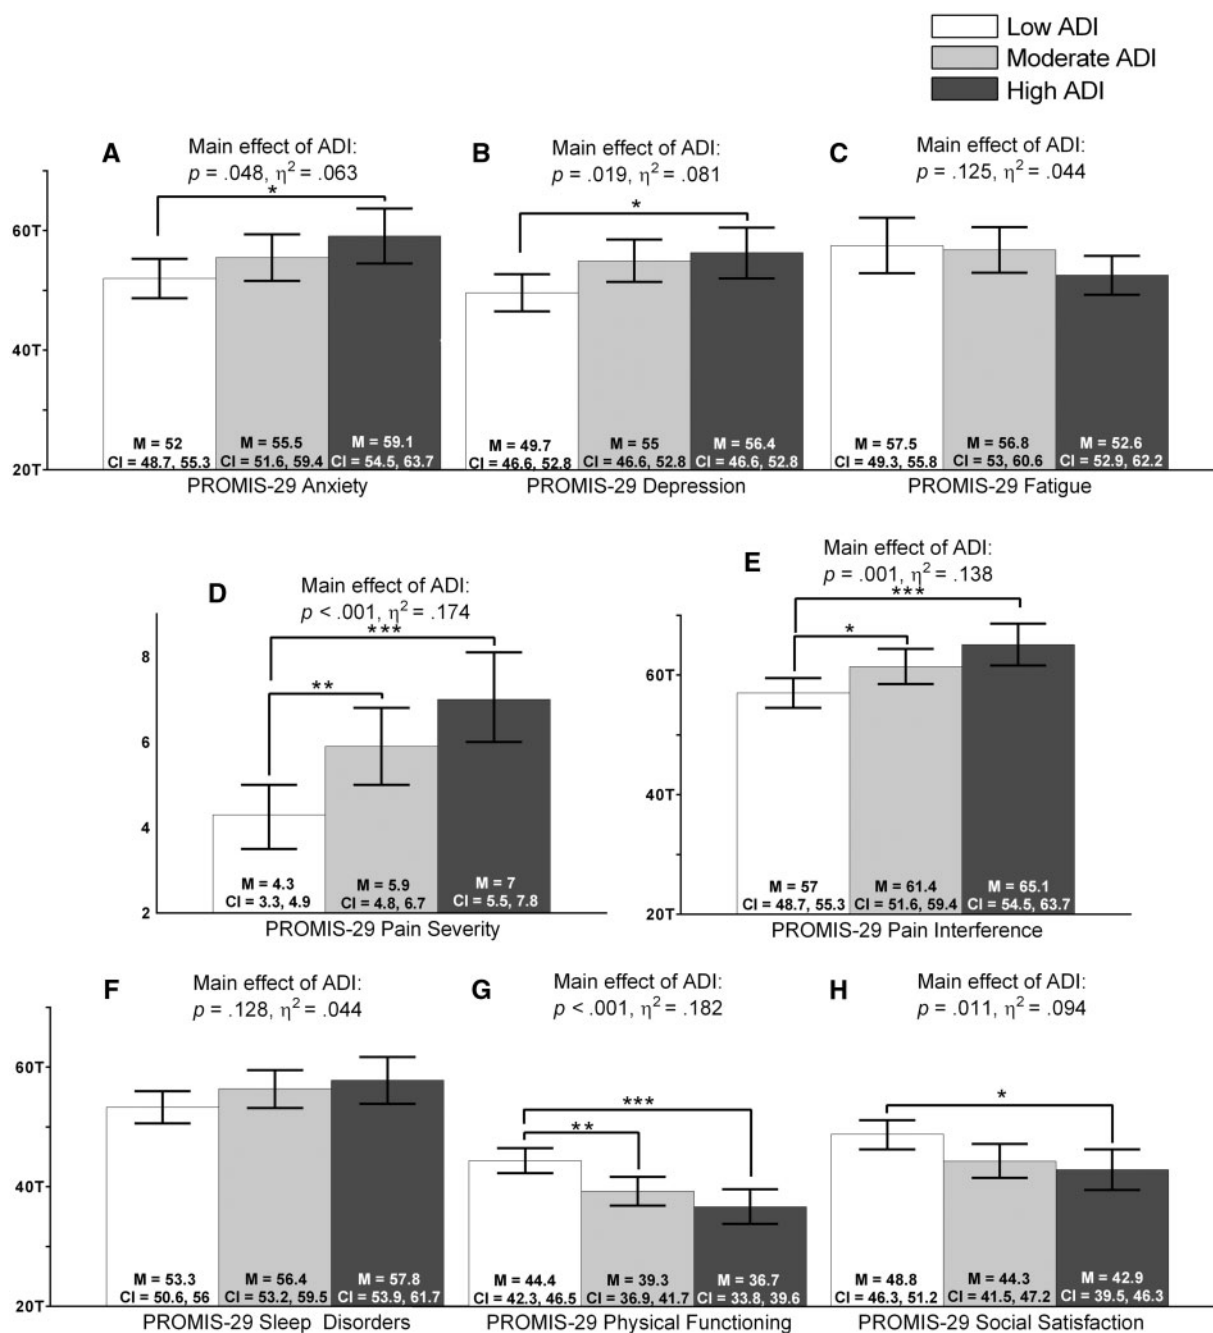 Low ADI
Moderate ADI
High ADI
A
Main effect of ADI:
p = .048, η² = .063
*
60T
40T
20T
M = 52
CI = 48.7, 55.3
M = 55.5
CI = 51.6, 59.4
M = 59.1
CI = 54.5, 63.7
PROMIS-29 Anxiety
B
Main effect of ADI:
p = .019, η² = .081
*
M = 49.7
CI = 46.6, 52.8
M = 55
CI = 46.6, 52.8
M = 56.4
CI = 46.6, 52.8
PROMIS-29 Depression
C
Main effect of ADI:
p = .125, η² = .044
M = 57.5
CI = 49.3, 55.8
M = 56.8
CI = 53, 60.6
M = 52.6
CI = 52.9, 62.2
PROMIS-29 Fatigue
D
Main effect of ADI:
p < .001, η² = .174
***
**
8
6
4
2
M = 4.3
CI = 3.3, 4.9
M = 5.9
CI = 4.8, 6.7
M = 7
CI = 5.5, 7.8
PROMIS-29 Pain Severity
E
Main effect of ADI:
p = .001, η² = .138
***
*
60T
40T
20T
M = 57
CI = 48.7, 55.3
M = 61.4
CI = 51.6, 59.4
M = 65.1
CI = 54.5, 63.7
PROMIS-29 Pain Interference
F
Main effect of ADI:
p = .128, η² = .044
60T
40T
20T
M = 53.3
CI = 50.6, 56
M = 56.4
CI = 53.2, 59.5
M = 57.8
CI = 53.9, 61.7
PROMIS-29 Sleep Disorders
G
Main effect of ADI:
p < .001, η² = .182
***
**
M = 44.4
CI = 42.3, 46.5
M = 39.3
CI = 36.9, 41.7
M = 36.7
CI = 33.8, 39.6
PROMIS-29 Physical Functioning
H
Main effect of ADI:
p = .011, η² = .094
*
M = 48.8
CI = 46.3, 51.2
M = 44.3
CI = 41.5, 47.2
M = 42.9
CI = 39.5, 46.3
PROMIS-29 Social Satisfaction